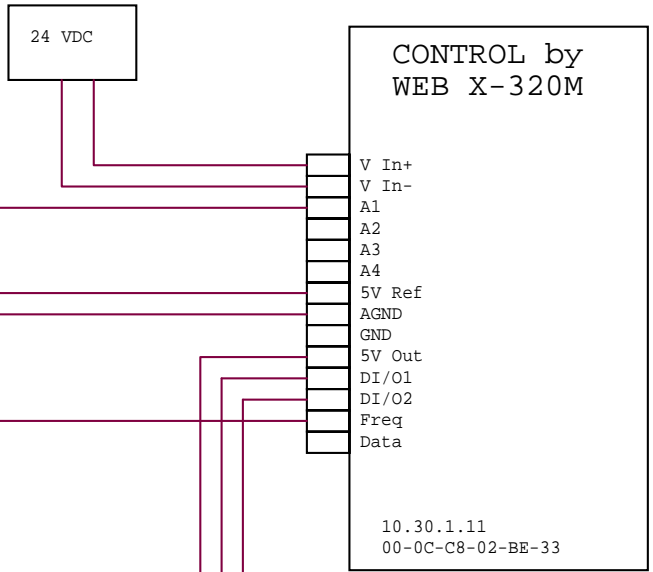 24 VDC
CONTROL by
WEB X-320M
V In+
V In-
A1
A2
A3
A4
5V Ref
AGND
GND
5V Out
DI/O1
DI/O2
Freq
Data
10.30.1.11
00-0C-C8-02-BE-33